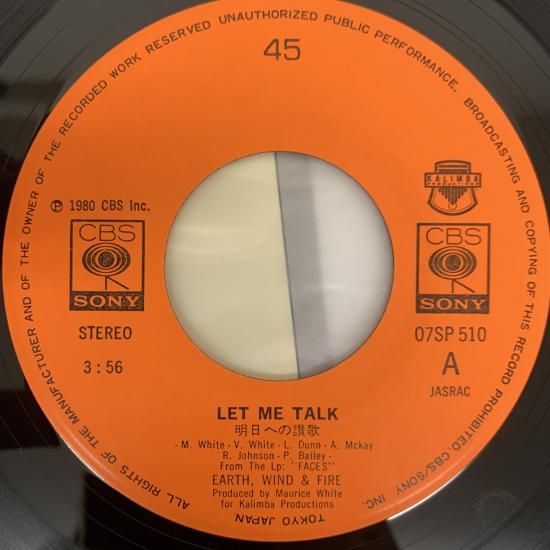 ALL RIGHTS OF THE MANUFACTURER AND OF THE OWNER OF THE RECORDED WORK RESERVED UNAUTHORIZED PUBLIC PERFORMANCE. BROADCASTING AND COPYING OF THIS RECORD PROHIBITED.CBS/SONY INC. TOKYO JAPAN.
45
KALIMBA
PRODUCTIONS
℗ 1980 CBS Inc.
CBS
SONY
CBS
SONY
STEREO
07SP 510
3:56
A
JASRAC
LET ME TALK
明日への讃歌
- M. White - V. White - L. Dunn - A. Mckay
R. Johnson - P. Bailey -
From The Lp: "FACES"
EARTH, WIND & FIRE
Produced by Maurice White
for Kalimba Productions